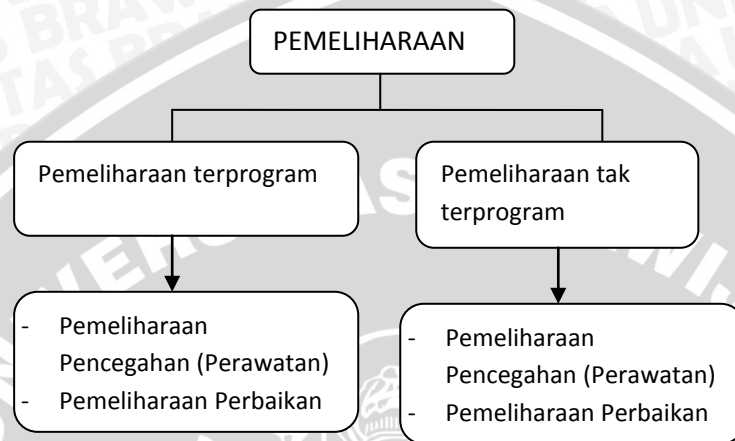 PEMELIHARAAN
Pemeliharaan terprogram
Pemeliharaan tak
terprogram
- Pemeliharaan
Pencegahan (Perawatan)
- Pemeliharaan Perbaikan
- Pemeliharaan
Pencegahan (Perawatan)
- Pemeliharaan Perbaikan